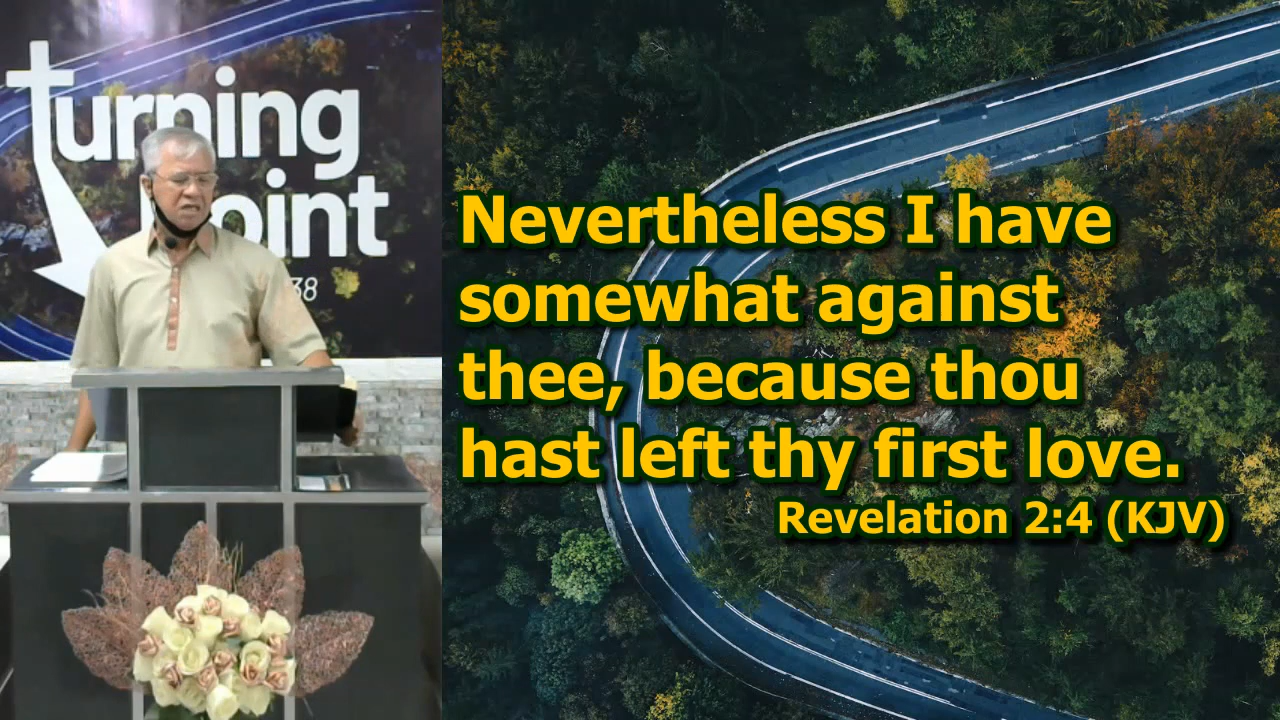 turning
Point
38
Nevertheless I have
somewhat against
thee, because thou
hast left thy first love.
Revelation 2:4 (KJV)